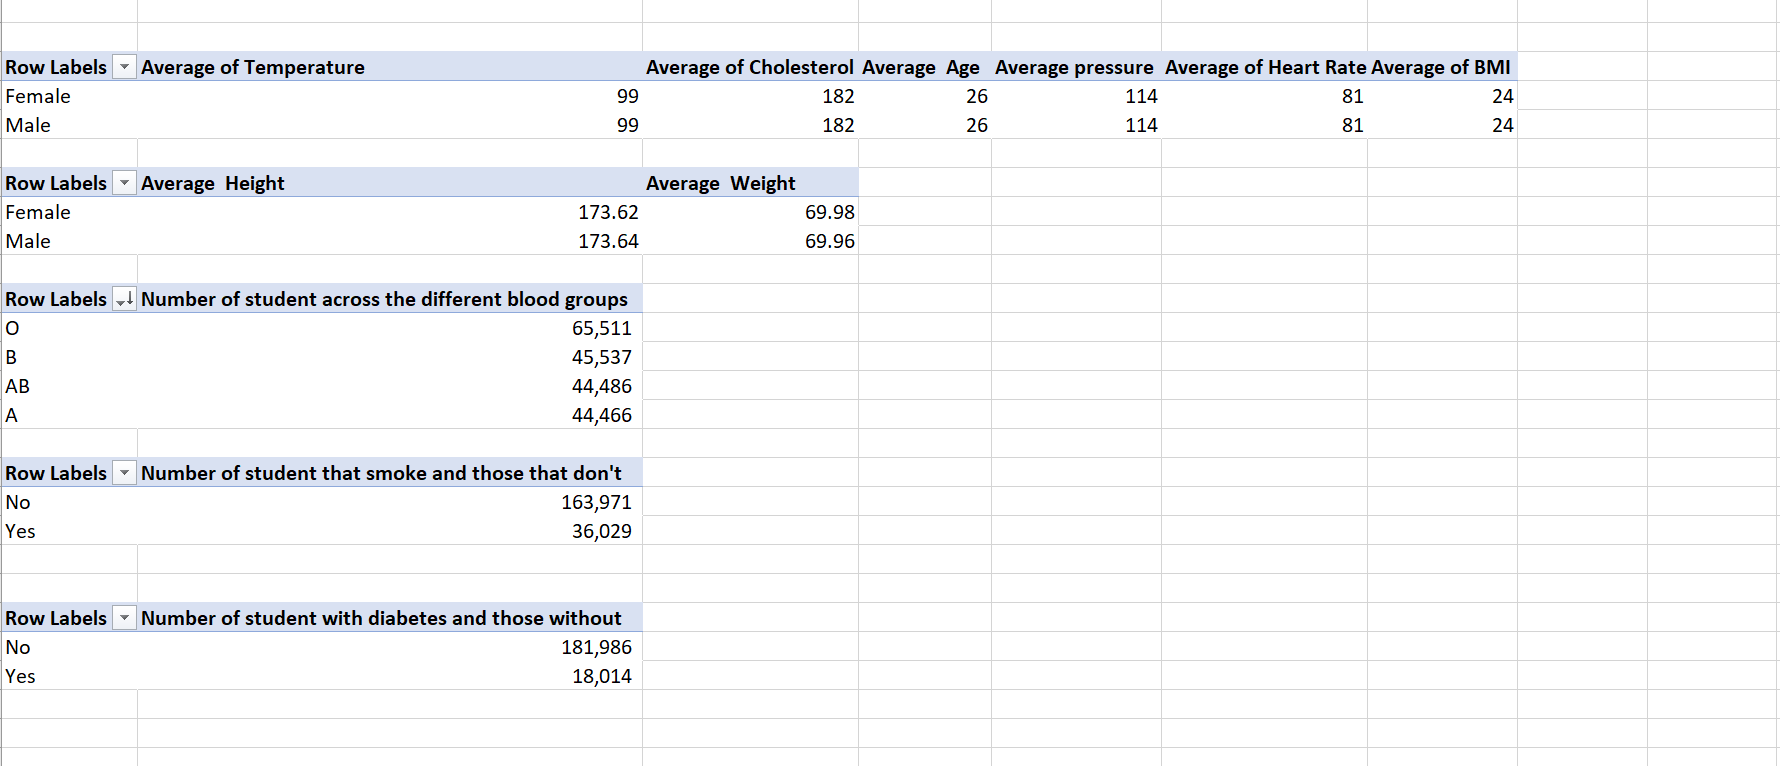 Row Labels Average of Temperature Average of Cholesterol Average Age Average pressure Average of Heart Rate Average of BMI
Female 99 182 26 114 81 24
Male 99 182 26 114 81 24
Row Labels Average Height Average Weight
Female 173.62 69.98
Male 173.64 69.96
Row Labels Number of student across the different blood groups
O 65,511
B 45,537
AB 44,486
A 44,466
Row Labels Number of student that smoke and those that don't
No 163,971
Yes 36,029
Row Labels Number of student with diabetes and those without
No 181,986
Yes 18,014